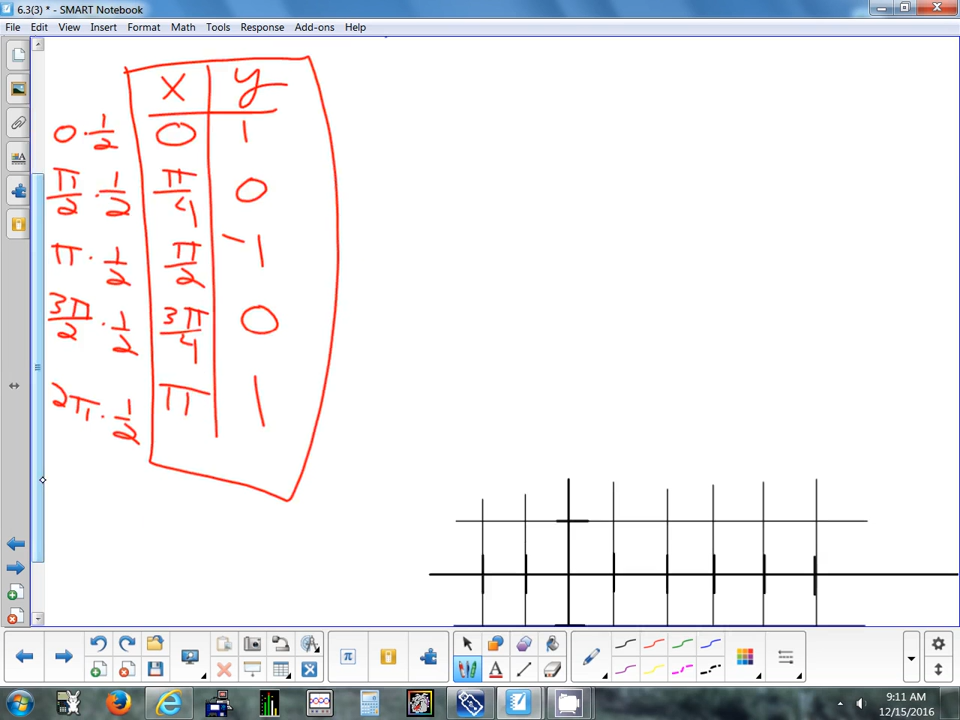 6.3(3) * - SMART Notebook
File Edit View Insert Format Math Tools Response Add-ons Help
x y
0·1/2 0 1
π/2·1/2 π/4 0
π·1/2 π/2 -1
3π/2·1/2 3π/4 0
2π·1/2 π 1
π
A
9:11 AM
12/15/2016